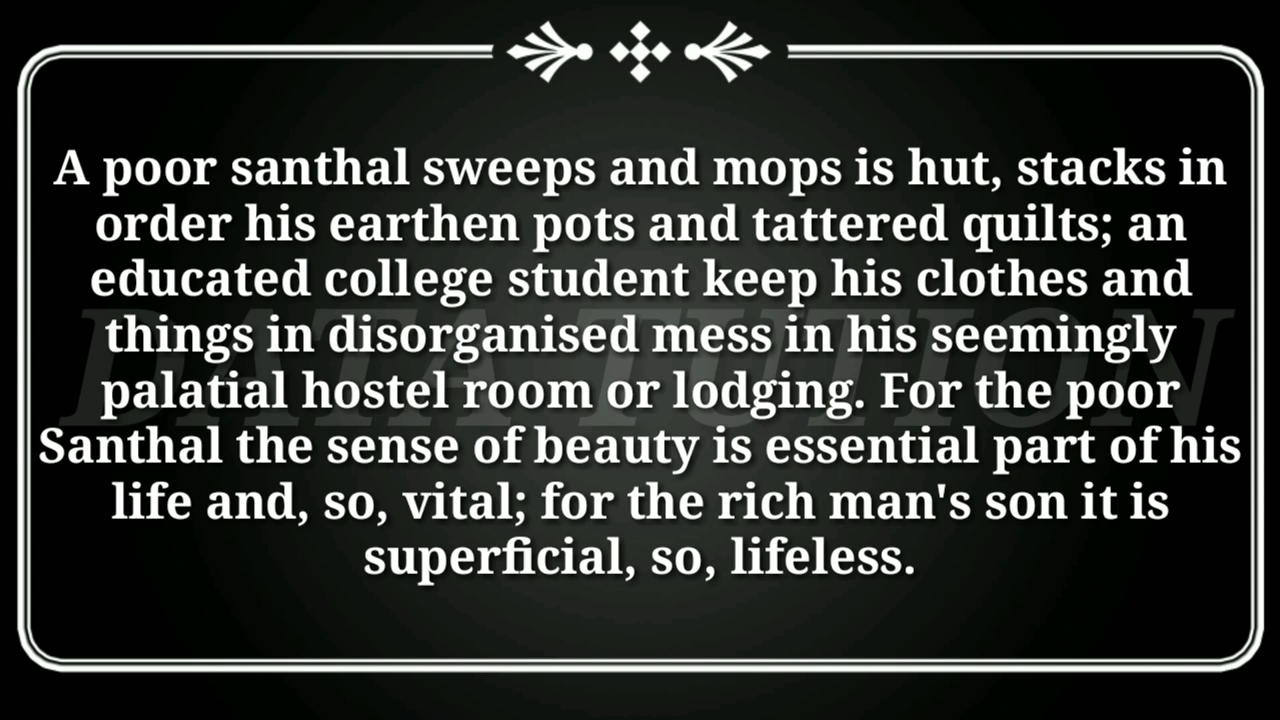 A poor santhal sweeps and mops is hut, stacks in
order his earthen pots and tattered quilts; an
educated college student keep his clothes and
things in disorganised mess in his seemingly
palatial hostel room or lodging. For the poor
Santhal the sense of beauty is essential part of his
life and, so, vital; for the rich man's son it is
superficial, so, lifeless.
DATA TUTION